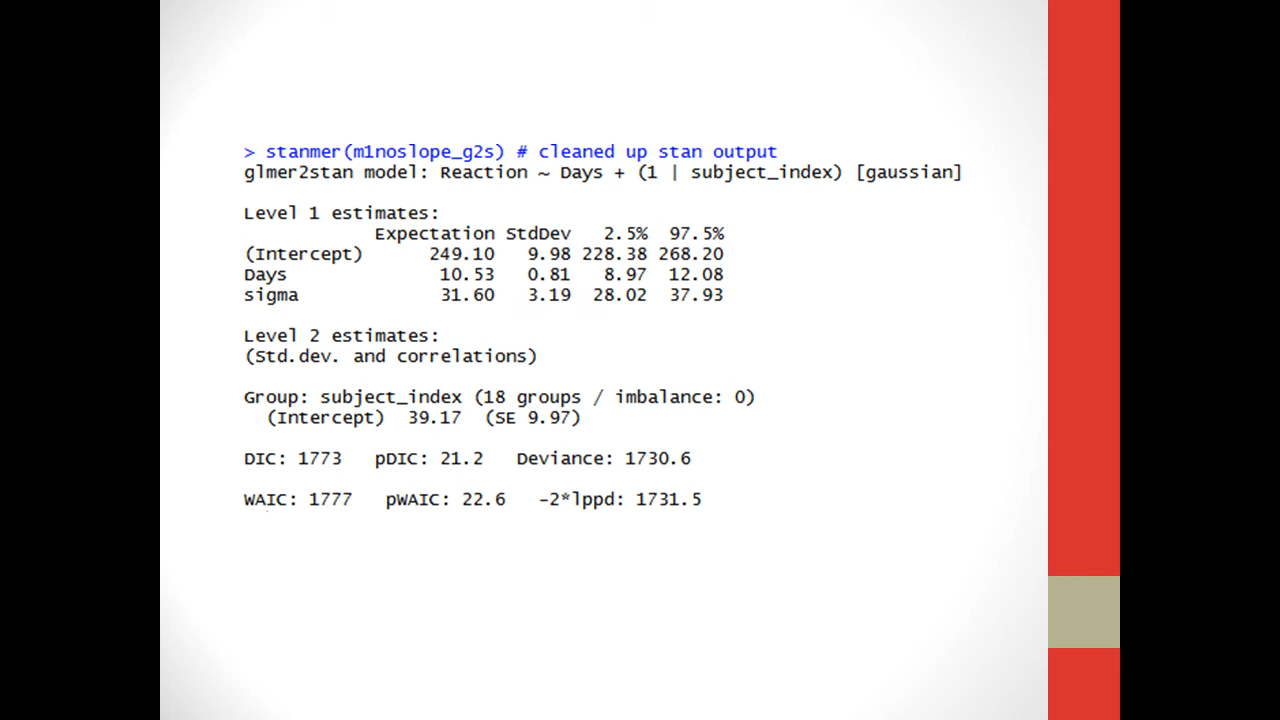 > stanmer(m1noslope_g2s) # cleaned up stan output
glmer2stan model: Reaction ~ Days + (1 | subject_index) [gaussian]
Level 1 estimates:
Expectation StdDev 2.5% 97.5%
(Intercept) 249.10 9.98 228.38 268.20
Days 10.53 0.81 8.97 12.08
sigma 31.60 3.19 28.02 37.93
Level 2 estimates:
(Std.dev. and correlations)
Group: subject_index (18 groups / imbalance: 0)
(Intercept) 39.17 (SE 9.97)
DIC: 1773 pDIC: 21.2 Deviance: 1730.6
WAIC: 1777 pWAIC: 22.6 -2*lppd: 1731.5